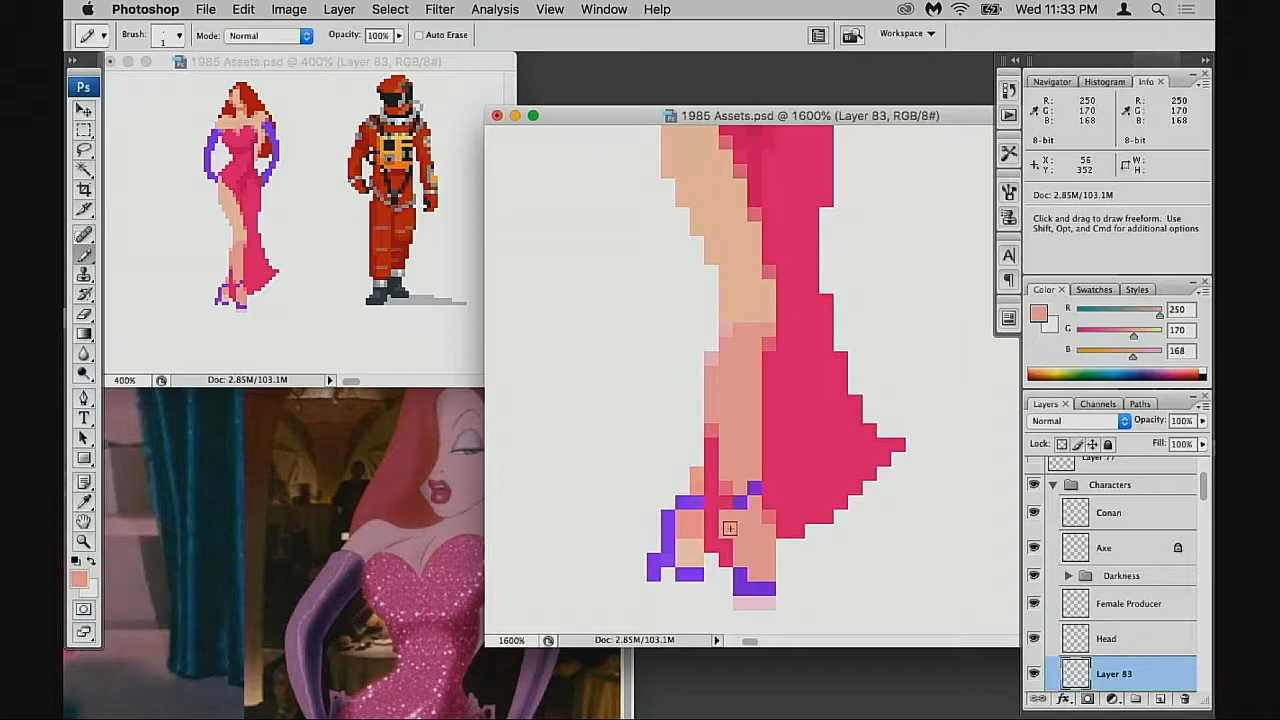 Photoshop File Edit Image Layer Select Filter Analysis View Window Help Wed 11:33 PM
Brush: 1 Mode: Normal Opacity: 100% Auto Erase Workspace
1985 Assets.psd @ 400% (Layer 83, RGB/8#)
Ps
400% Doc: 2.85M/103.1M
1985 Assets.psd @ 1600% (Layer 83, RGB/8#)
1600% Doc: 2.85M/103.1M
Navigator Histogram Info
R: 250 R: 250
G: 170 G: 170
B: 168 B: 168
8-bit 8-bit
X: 56 W:
Y: 352 H:
Doc: 2.85M/103.1M
Click and drag to draw freeform. Use
Shift, Opt, and Cmd for additional options.
Color Swatches Styles
R 250
G 170
B 168
Layers Channels Paths
Normal Opacity: 100%
Lock: Fill: 100%
Layer 77
Characters
Conan
Axe
Darkness
Female Producer
Head
Layer 83